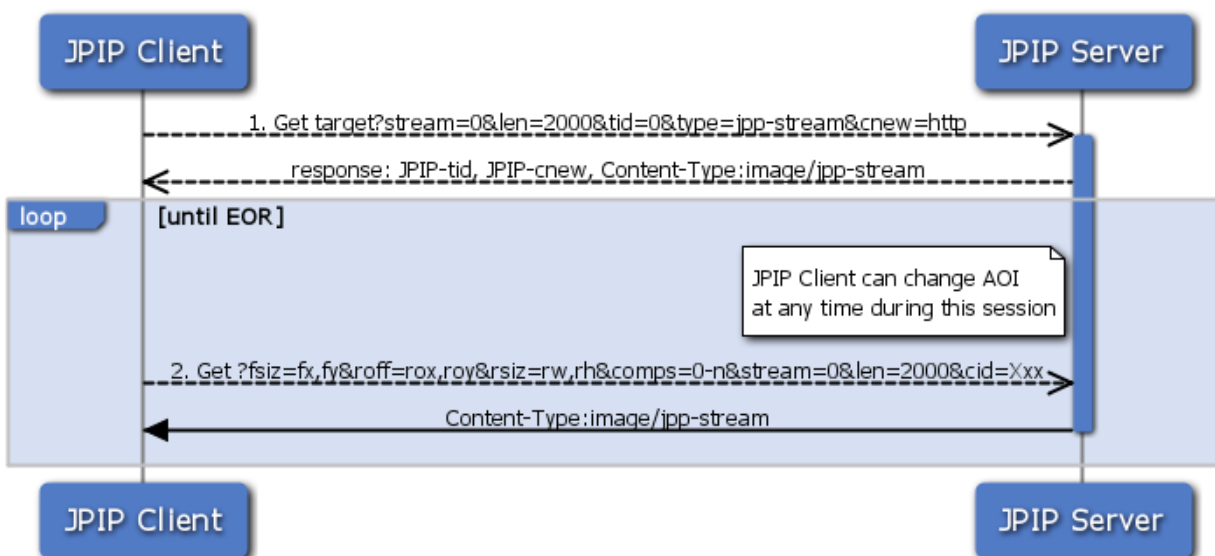 JPIP Client
JPIP Server
1. Get target?stream=0&len=2000&tid=0&type=jpp-stream&cnew=http
response: JPIP-tid, JPIP-cnew, Content-Type:image/jpp-stream
loop
[until EOR]
JPIP Client can change AOI
at any time during this session
2. Get ?fsiz=fx,fy&roff=rox,roy&rsiz=rw,rh&comps=0-n&stream=0&len=2000&cid=Xxx
Content-Type:image/jpp-stream
JPIP Client
JPIP Server